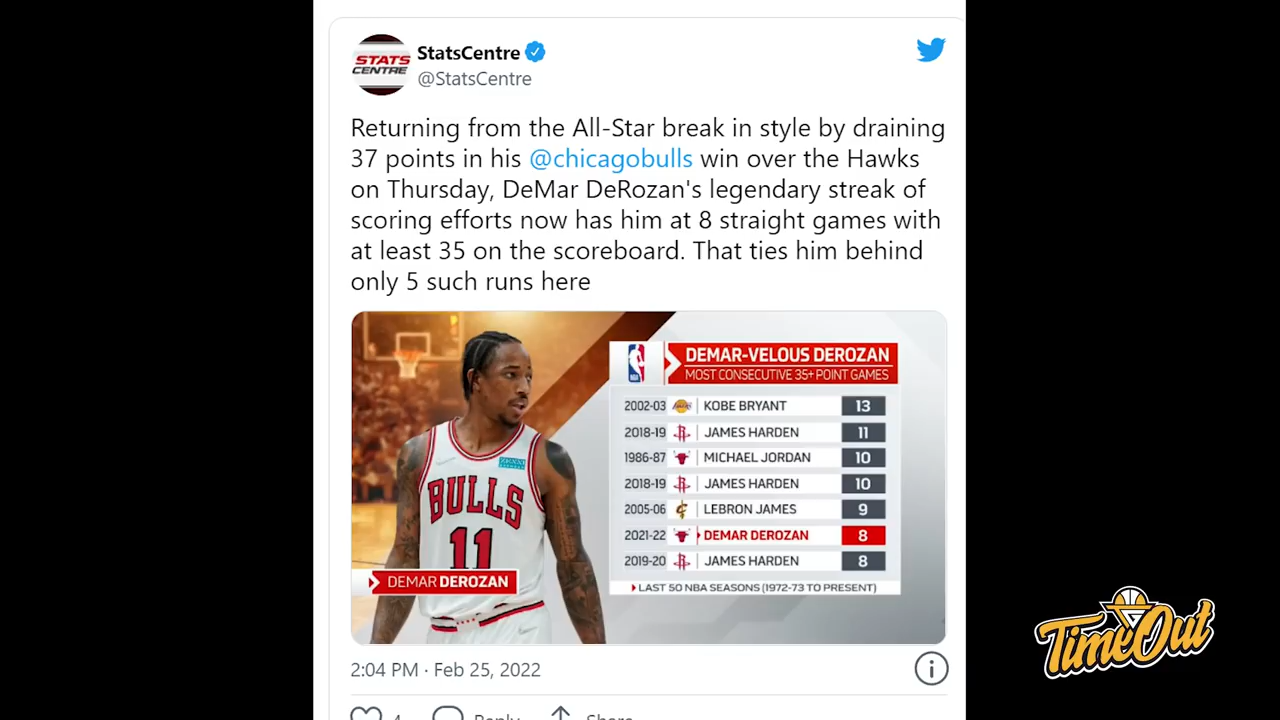 STATS
CENTRE
StatsCentre
@StatsCentre
Returning from the All-Star break in style by draining
37 points in his @chicagobulls win over the Hawks
on Thursday, DeMar DeRozan's legendary streak of
scoring efforts now has him at 8 straight games with
at least 35 on the scoreboard. That ties him behind
only 5 such runs here
NBA
DEMAR-VELOUS DEROZAN
MOST CONSECUTIVE 35+ POINT GAMES
2002-03 KOBE BRYANT 13
2018-19 JAMES HARDEN 11
1986-87 MICHAEL JORDAN 10
2018-19 JAMES HARDEN 10
2005-06 LEBRON JAMES 9
2021-22 DEMAR DEROZAN 8
2019-20 JAMES HARDEN 8
LAST 50 NBA SEASONS (1972-73 TO PRESENT)
BULLS
11
DEMAR DEROZAN
2:04 PM · Feb 25, 2022
4 Reply Share
TimeOut